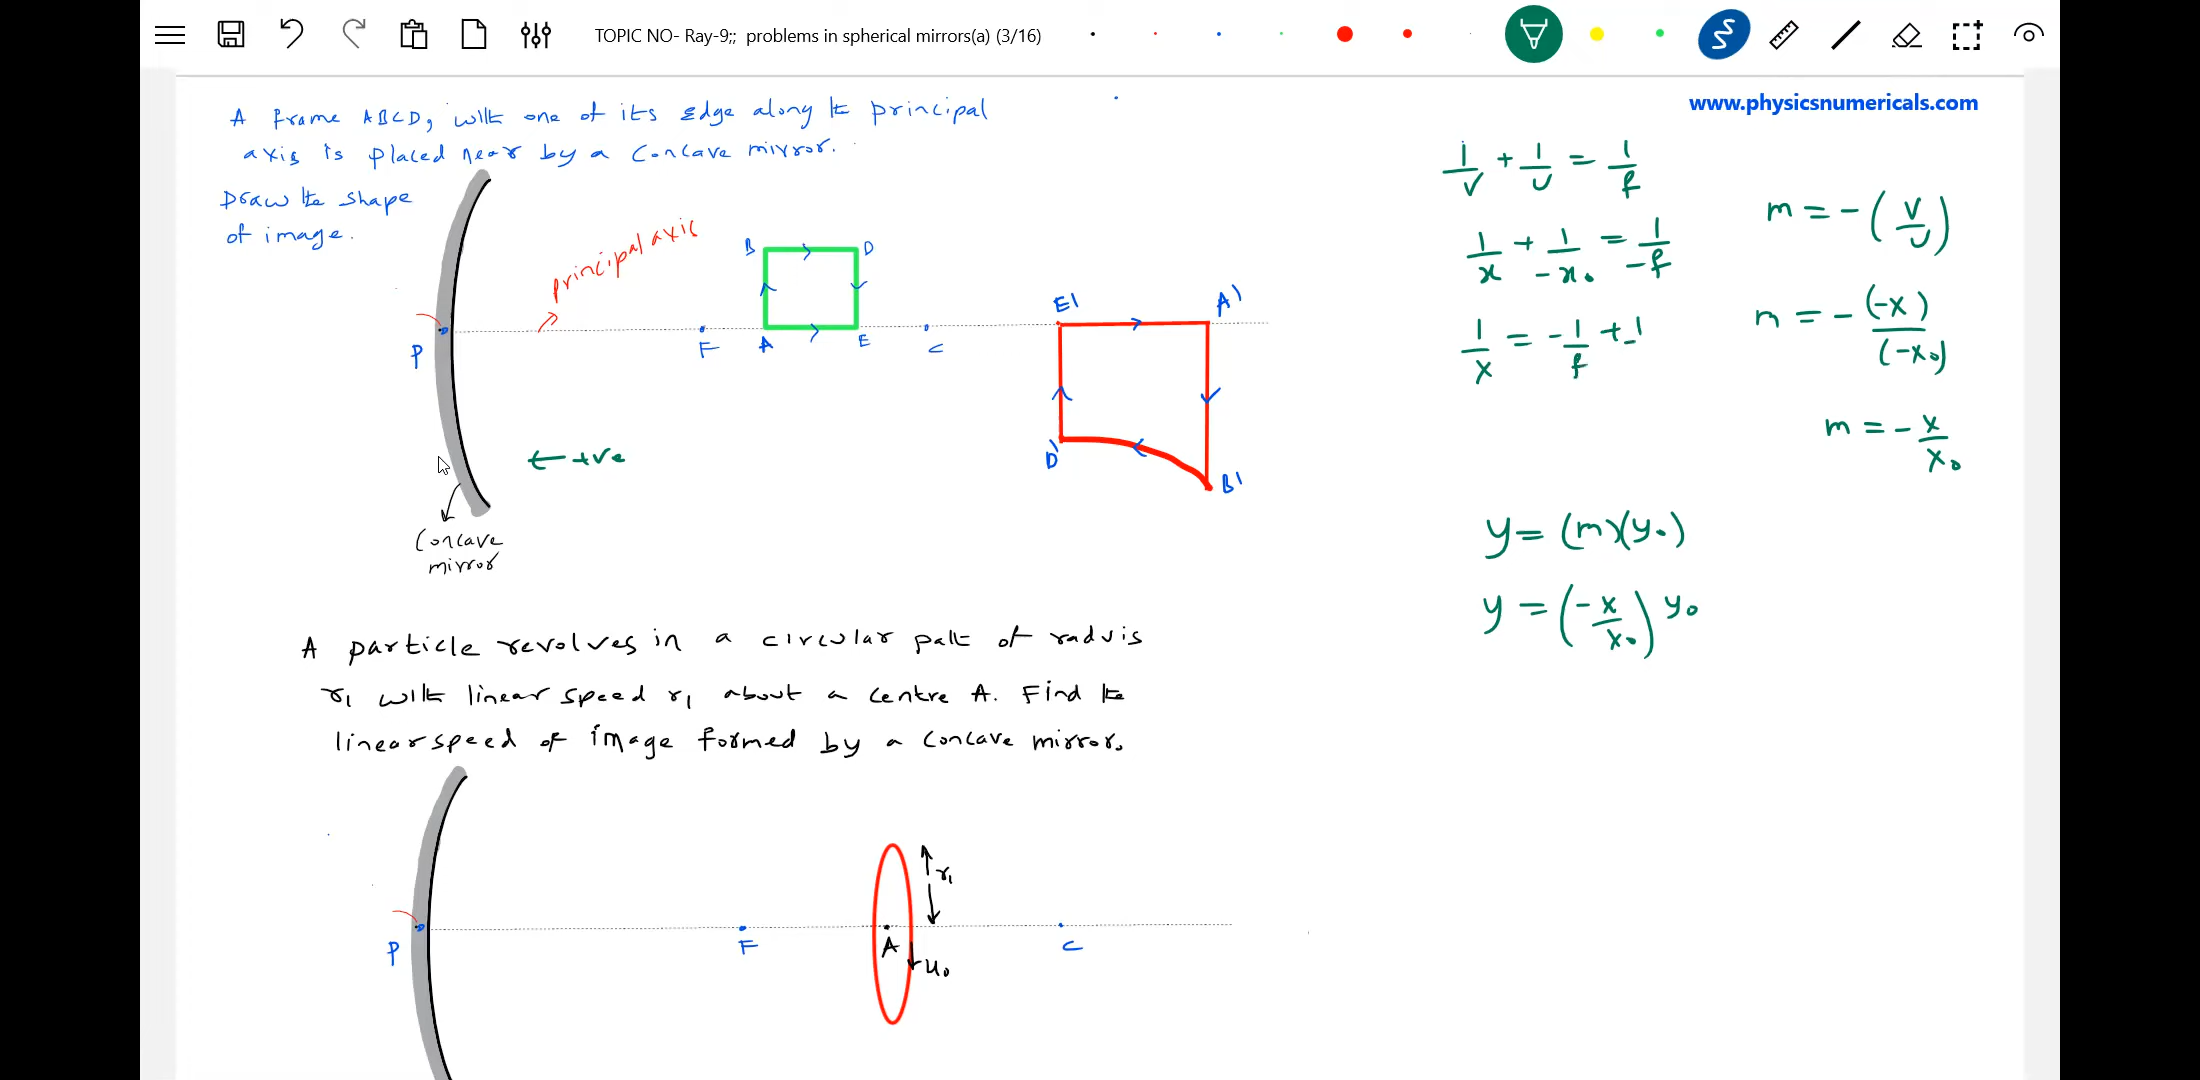 TOPIC NO- Ray-9;; problems in spherical mirrors(a) (3/16)
www.physicsnumericals.com
A frame ABCD, with one of its Edge along the principal
axis is placed near by a Concave mirror.
Draw the shape
of image.
principal axis
B D
P F A E C
E' A'
D' B'
← +ve
Concave
mirror
1/v + 1/u = 1/f
1/x + 1/-x₀ = 1/-f
1/x = -1/f + 1
m = -(v/u)
m = -(-x)/(-x₀)
m = -x/x₀
y = (m)(y₀)
y = (-x/x₀) y₀
A particle revolves in a circular path of radius
r₁ with linear speed r₁ about a centre A. Find the
linear speed of image formed by a concave mirror.
r₁
P F A C
u₀